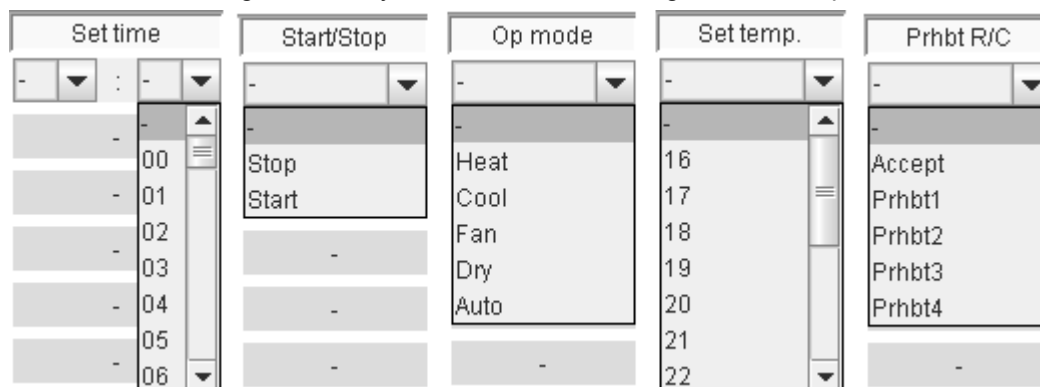 Set time
Start/Stop
Op mode
Set temp.
Prhbt R/C
- : -
-
-
-
-
-
-
00
01
02
03
04
05
06
-
-
-
-
-
-
Stop
Start
-
-
-
-
-
Heat
Cool
Fan
Dry
Auto
-
-
-
16
17
18
19
20
21
22
-
-
Accept
Prhbt1
Prhbt2
Prhbt3
Prhbt4
-